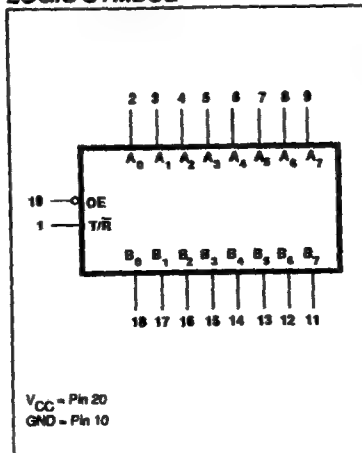 LOGIC SYMBOL
2 3 4 5 6 7 8 9
A0 A1 A2 A3 A4 A5 A6 A7
19 OE
1 T/R̅
B0 B1 B2 B3 B4 B5 B6 B7
18 17 16 15 14 13 12 11
VCC = Pin 20
GND = Pin 10